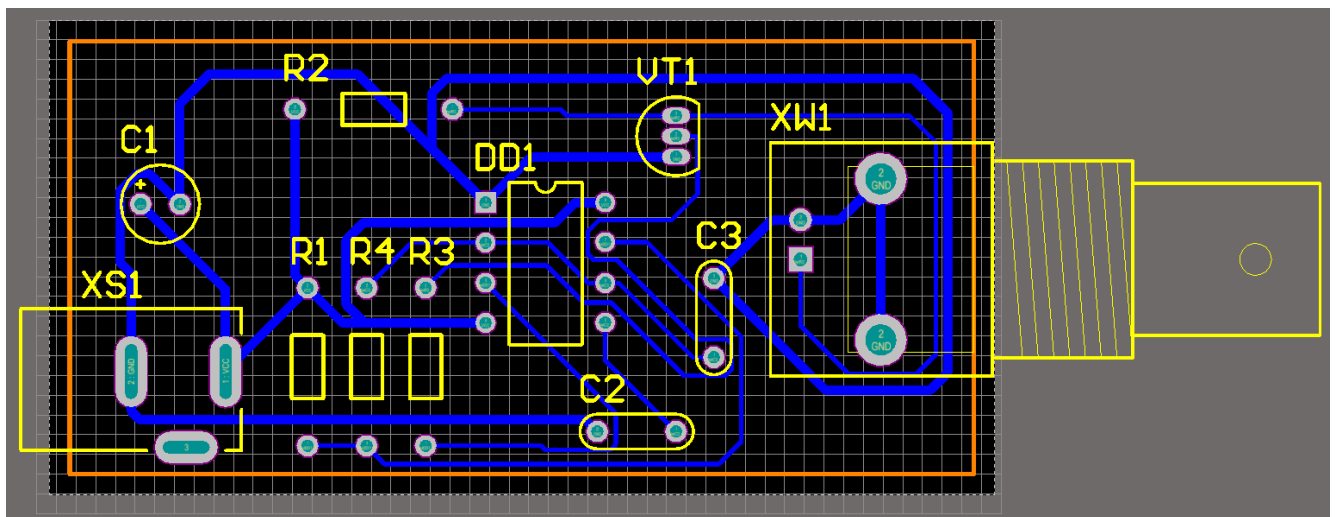 R2
VT1
XW1
C1
+
DD1
2
GND
R1
R4
R3
C3
XS1
2 GND
1 VCC
2
GND
C2
3